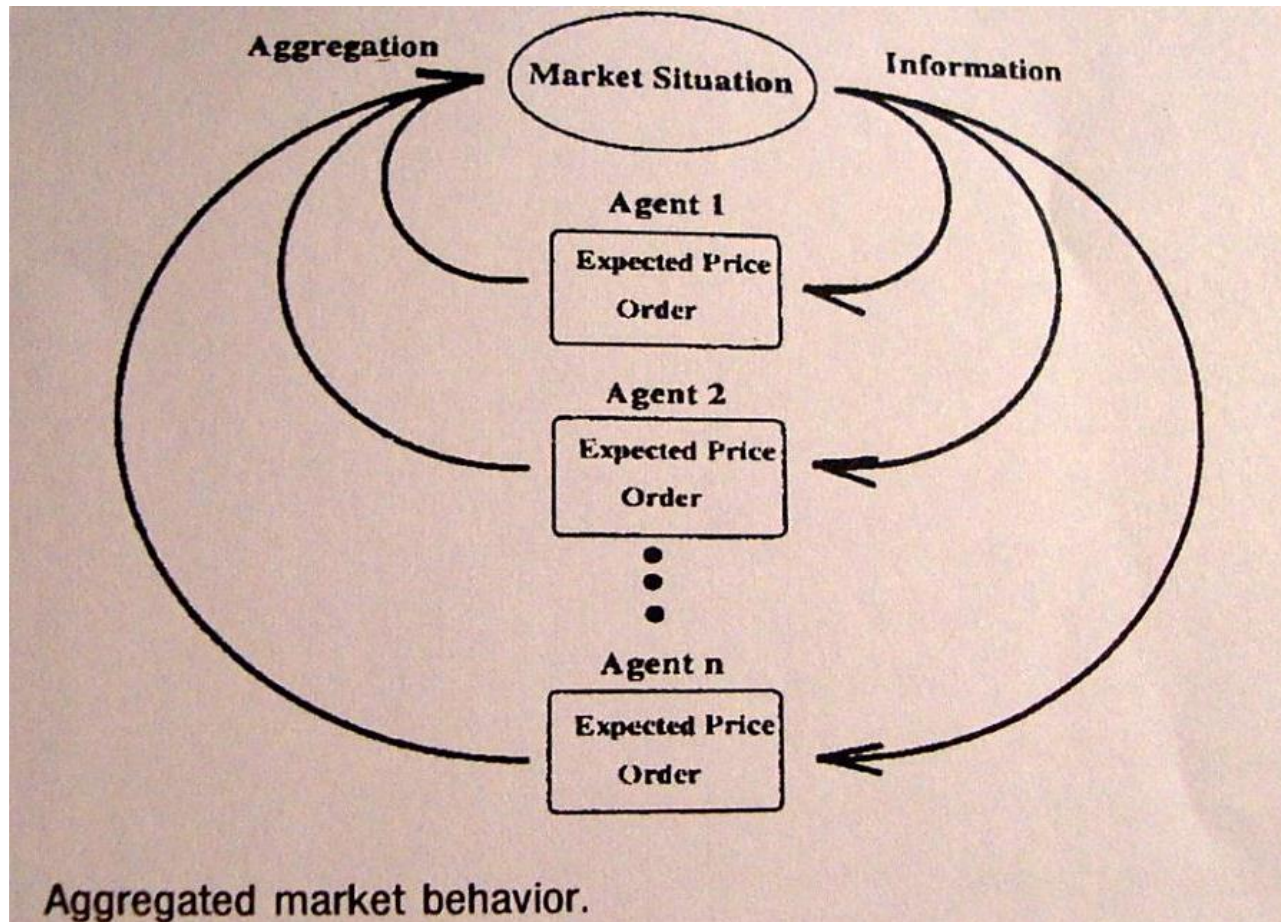 Aggregation
Market Situation
Information
Agent 1
Expected Price
Order
Agent 2
Expected Price
Order
Agent n
Expected Price
Order
Aggregated market behavior.